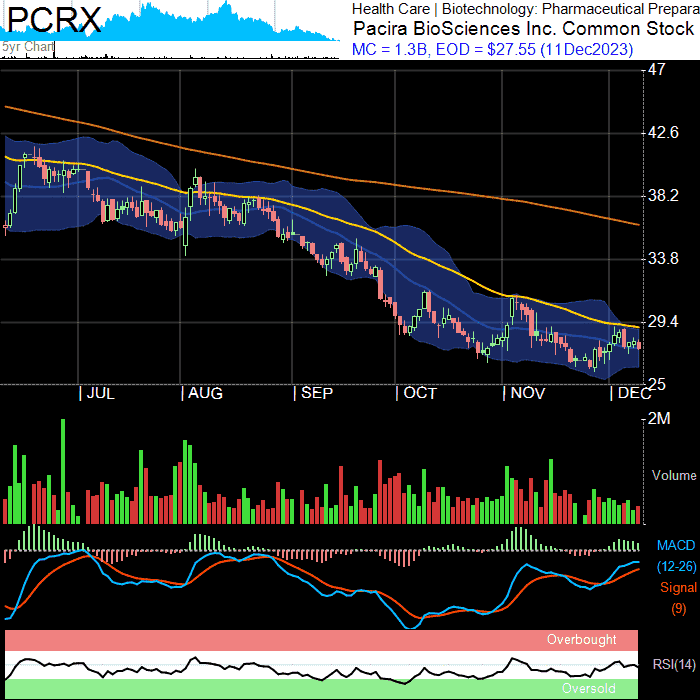 PCRX
5yr Chart
Health Care | Biotechnology: Pharmaceutical Prepara
Pacira BioSciences Inc. Common Stock
MC = 1.3B, EOD = $27.55 (11Dec2023)
47
42.6
38.2
33.8
29.4
25
| JUL | AUG | SEP | OCT | NOV | DEC
2M
Volume
MACD
(12-26)
Signal
(9)
Overbought
RSI(14)
Oversold